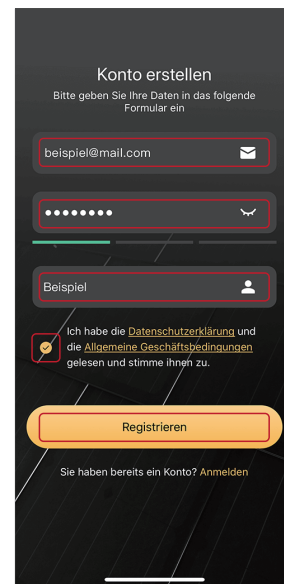 Konto erstellen
Bitte geben Sie Ihre Daten in das folgende
Formular ein
beispiel@mail.com
Beispiel
Ich habe die Datenschutzerklärung und
die Allgemeine Geschäftsbedingungen
gelesen und stimme ihnen zu.
Registrieren
Sie haben bereits ein Konto? Anmelden